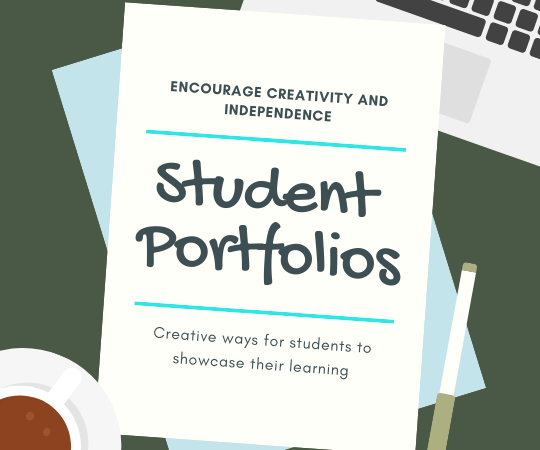 ENCOURAGE CREATIVITY AND
INDEPENDENCE
Student
Portfolios
Creative ways for students to
showcase their learning